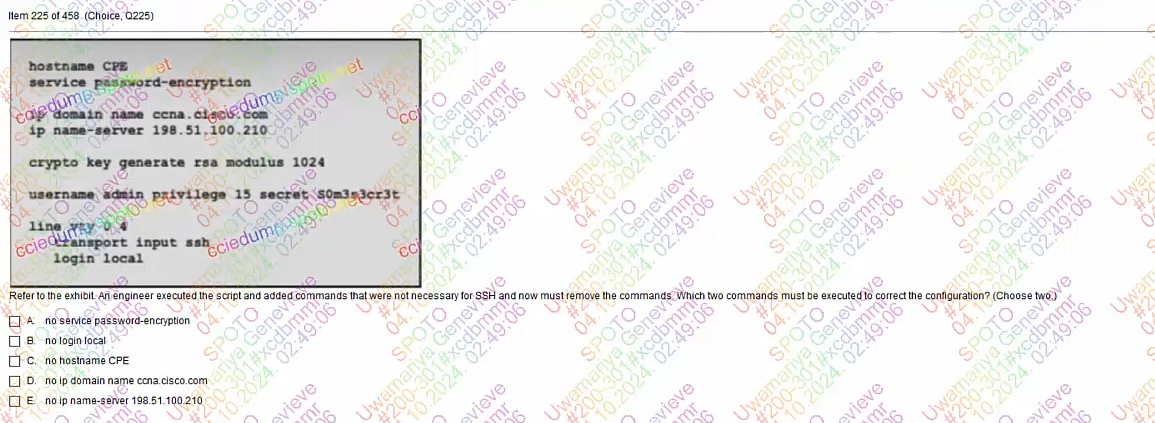 Item 225 of 458 (Choice, Q225)
hostname CPE
service password-encryption
ip domain name ccna.cisco.com
ip name-server 198.51.100.210
crypto key generate rsa modulus 1024
username admin privilege 15 secret S0m3s3cr3t
line vty 0 4
transport input ssh
login local
Refer to the exhibit. An engineer executed the script and added commands that were not necessary for SSH and now must remove the commands. Which two commands must be executed to correct the configuration? (Choose two.)
A. no service password-encryption
B. no login local
C. no hostname CPE
D. no ip domain name ccna.cisco.com
E. no ip name-server 198.51.100.210